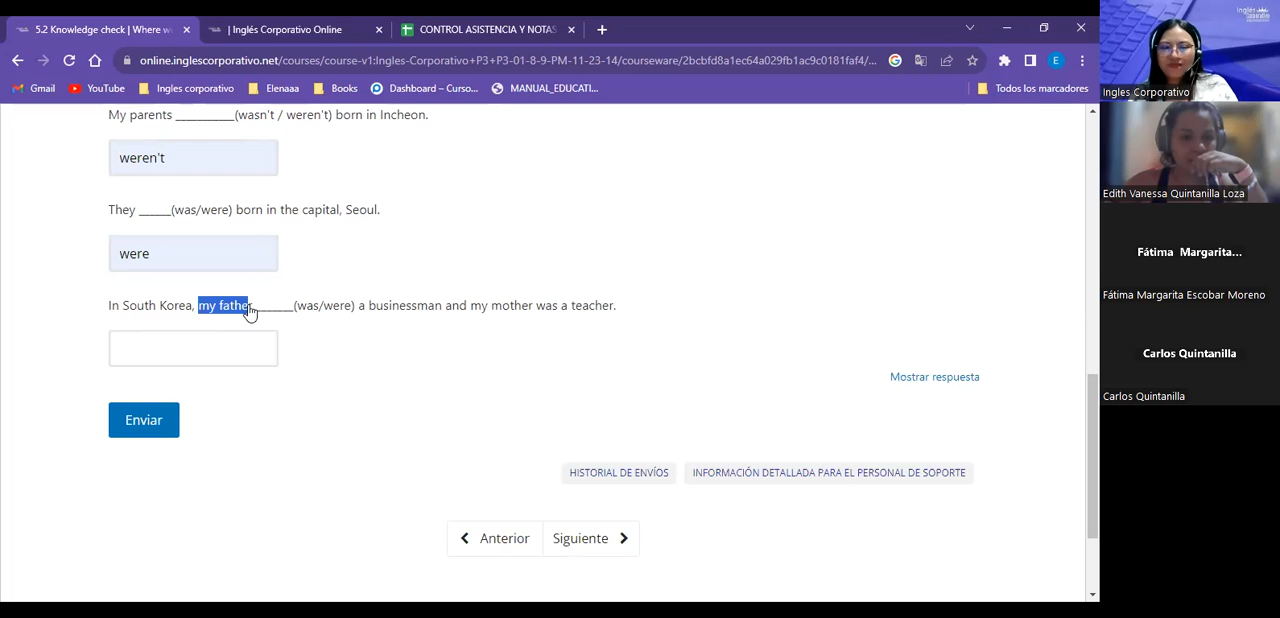 5.2 Knowledge check | Where w
| Inglés Corporativo Online
CONTROL ASISTENCIA Y NOTAS
online.inglescorporativo.net/courses/course-v1:Ingles-Corporativo+P3+P3-01-8-9-PM-11-23-14/courseware/2bcbfd8a1ec64a029fb1ac9c0181faf4/...
E
Gmail
YouTube
Ingles corporativo
Elenaaa
Books
Dashboard – Curso...
MANUAL_EDUCATI...
Todos los marcadores
My parents ___________(wasn't / weren't) born in Incheon.
weren't
They ______(was/were) born in the capital, Seoul.
were
In South Korea, my father _______(was/were) a businessman and my mother was a teacher.
Mostrar respuesta
Enviar
HISTORIAL DE ENVÍOS
INFORMACIÓN DETALLADA PARA EL PERSONAL DE SOPORTE
Anterior
Siguiente
Inglés
Ingles Corporativo
Edith Vanessa Quintanilla Loza
Fátima Margarita...
Fátima Margarita Escobar Moreno
Carlos Quintanilla
Carlos Quintanilla